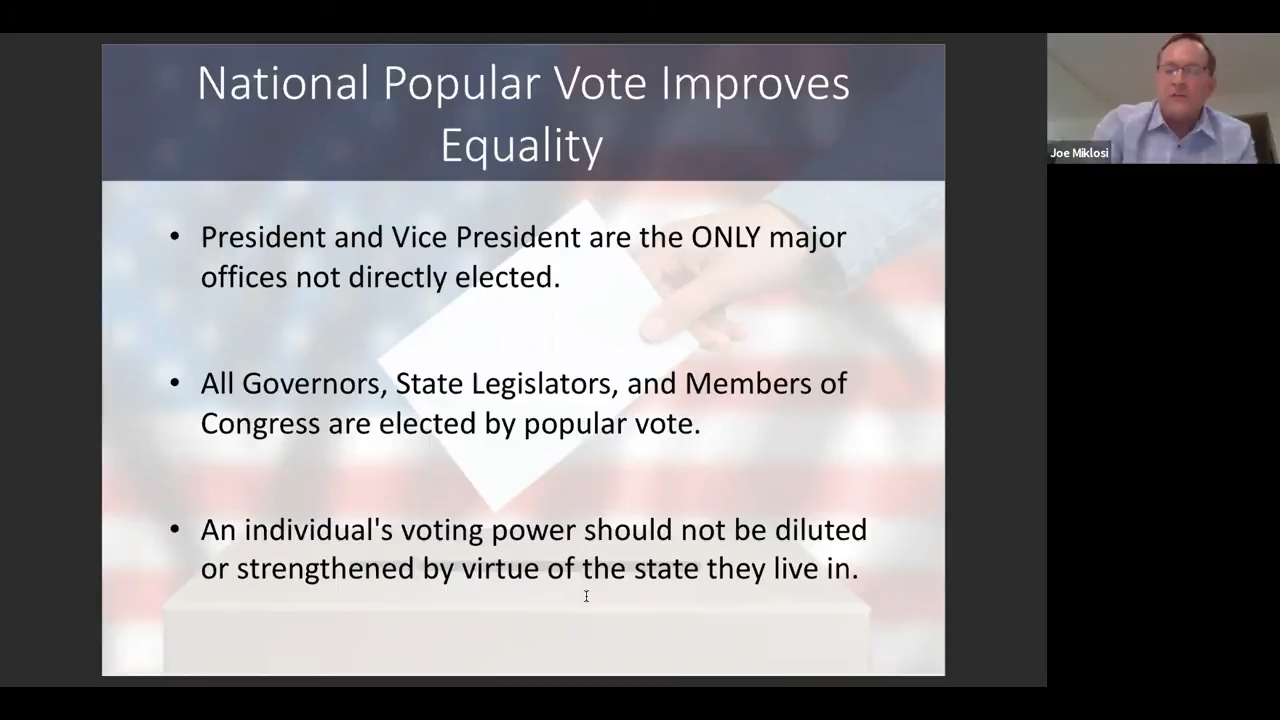 National Popular Vote Improves
Equality
• President and Vice President are the ONLY major
offices not directly elected.
• All Governors, State Legislators, and Members of
Congress are elected by popular vote.
• An individual's voting power should not be diluted
or strengthened by virtue of the state they live in.
Joe Miklosi